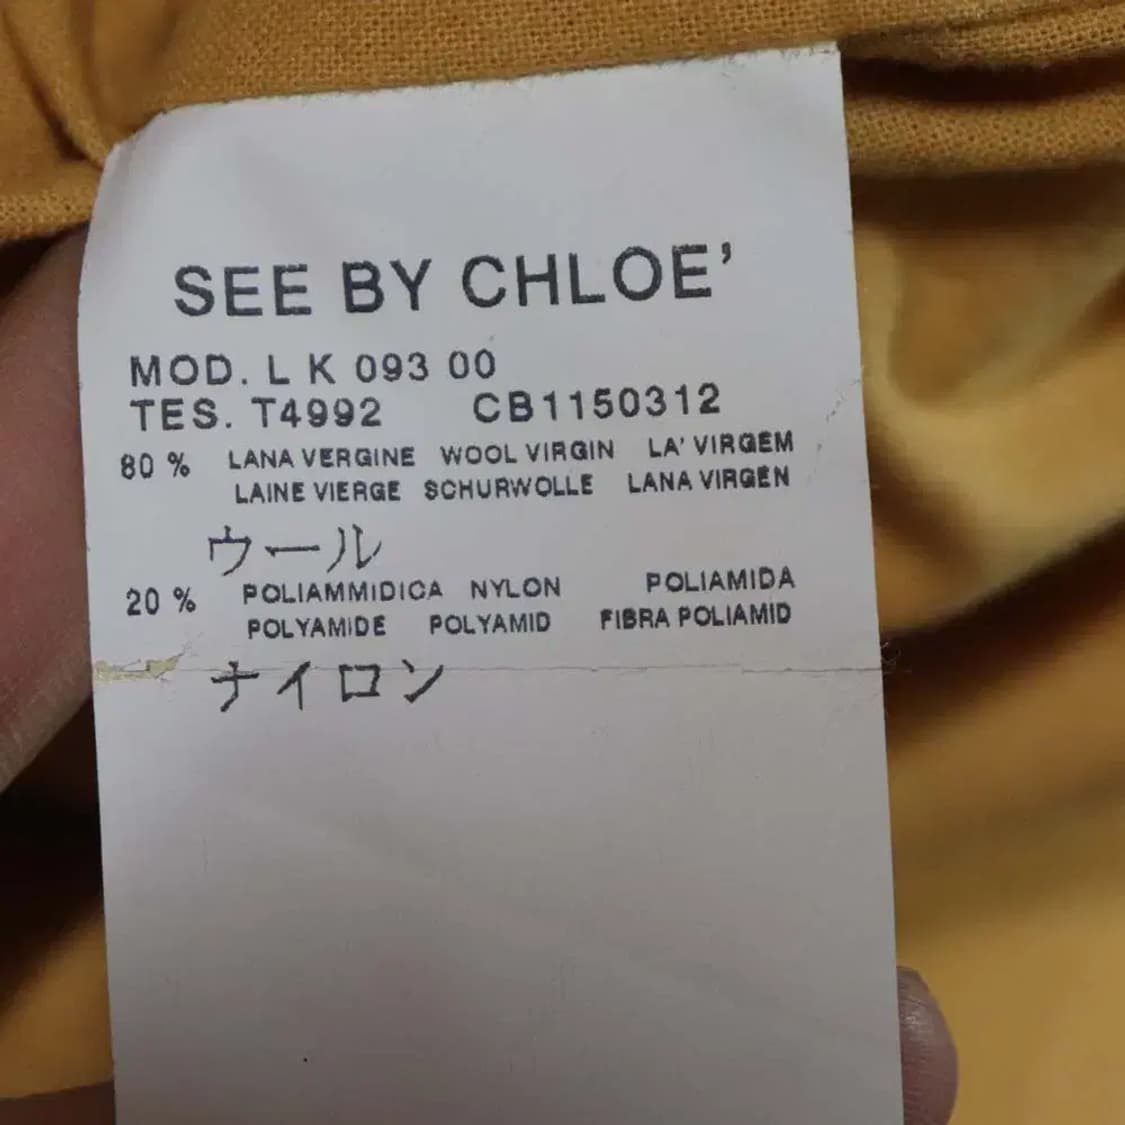 SEE BY CHLOE'
MOD. L K 093 00
TES. T4992 CB1150312
80 % LANA VERGINE WOOL VIRGIN LA' VIRGEM
LAINE VIERGE SCHURWOLLE LANA VIRGEN
ウール
20 % POLIAMMIDICA NYLON POLIAMIDA
POLYAMIDE POLYAMID FIBRA POLIAMID
ナイロン